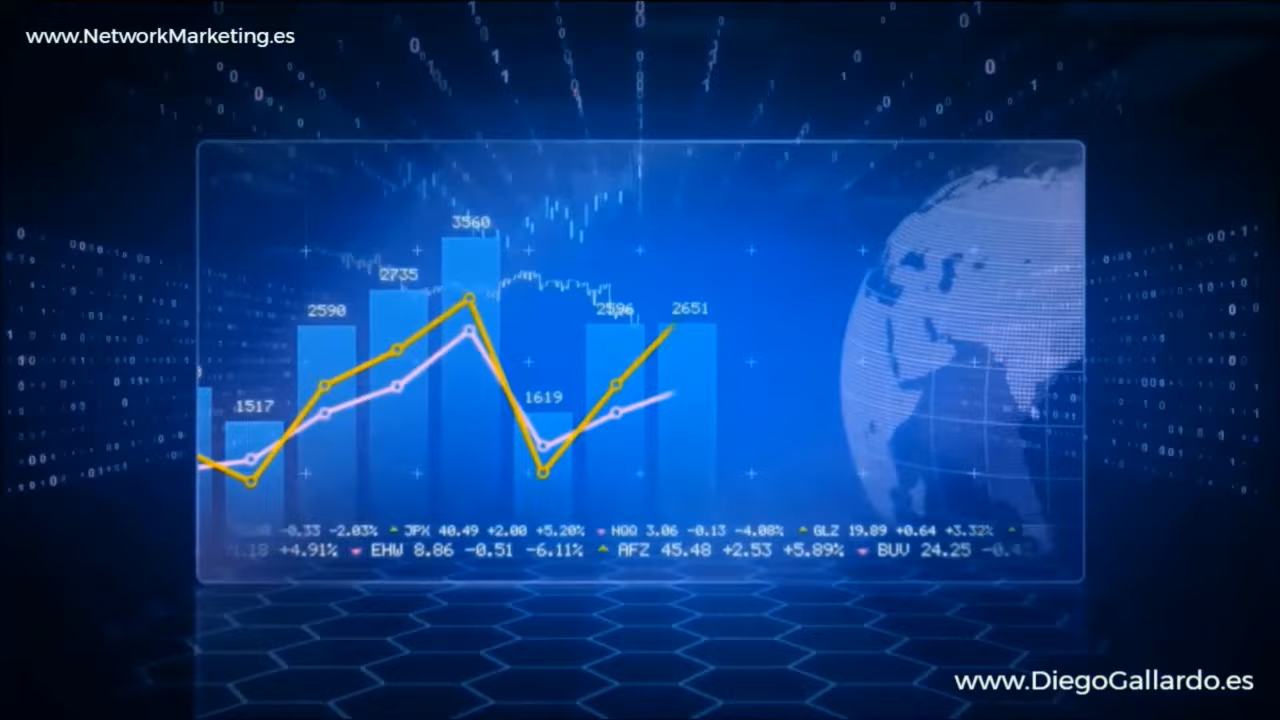 www.NetworkMarketing.es
3560
2735
2590
2596
2651
1619
1517
-0.33 -2.03% JPX 40.49 +2.00 +5.20% NQQ 3.06 -0.13 -4.08% GLZ 19.89 +0.64 +3.32%
+4.91% EHW 8.86 -0.51 -6.11% AFZ 45.48 +2.53 +5.89% BUV 24.25
www.DiegoGallardo.es